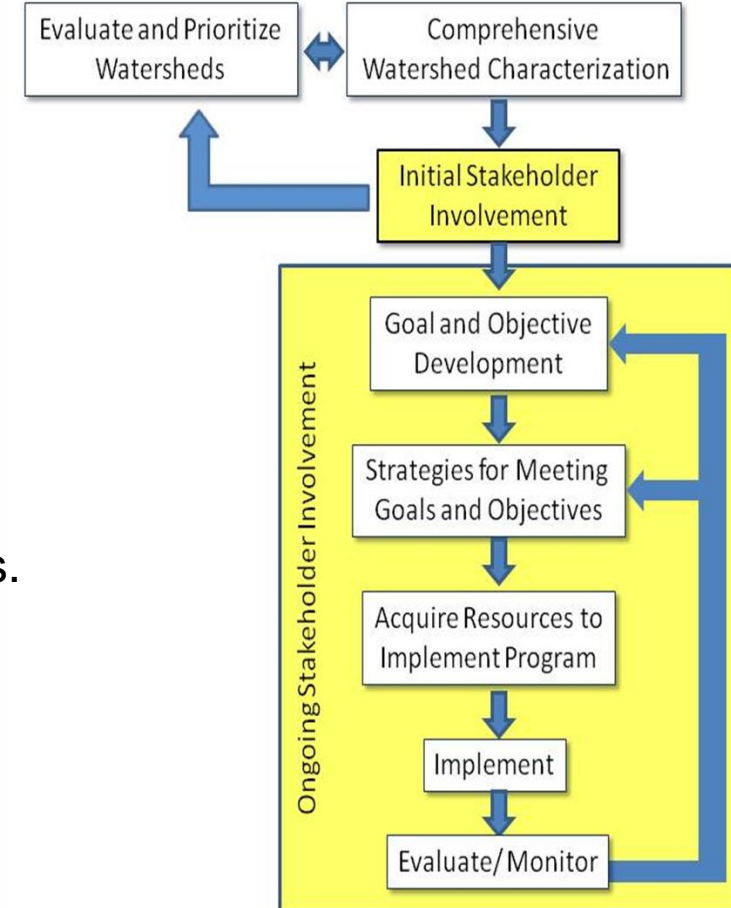 Evaluate and Prioritize
Watersheds
Comprehensive
Watershed Characterization
Initial Stakeholder
Involvement
Ongoing Stakeholder Involvement
Goal and Objective
Development
Strategies for Meeting
Goals and Objectives
s.
Acquire Resources to
Implement Program
Implement
Evaluate/ Monitor